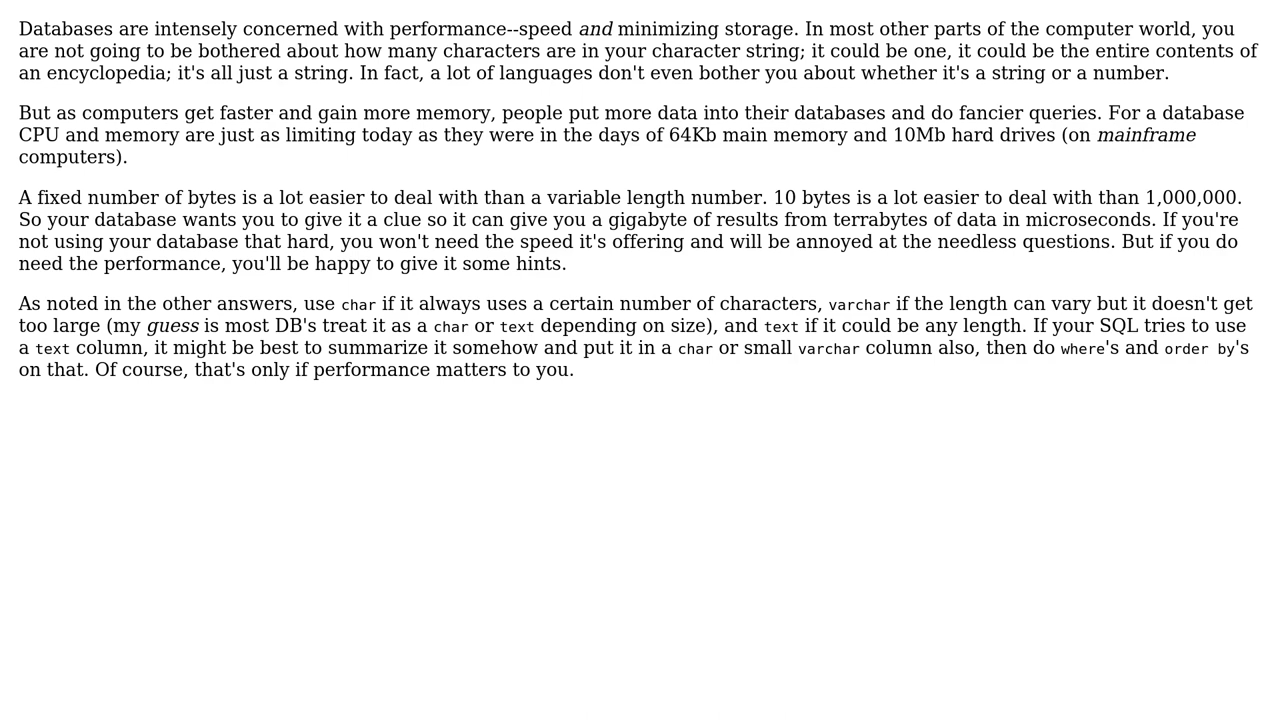 Databases are intensely concerned with performance--speed and minimizing storage. In most other parts of the computer world, you
are not going to be bothered about how many characters are in your character string; it could be one, it could be the entire contents of
an encyclopedia; it's all just a string. In fact, a lot of languages don't even bother you about whether it's a string or a number.
But as computers get faster and gain more memory, people put more data into their databases and do fancier queries. For a database
CPU and memory are just as limiting today as they were in the days of 64Kb main memory and 10Mb hard drives (on mainframe
computers).
A fixed number of bytes is a lot easier to deal with than a variable length number. 10 bytes is a lot easier to deal with than 1,000,000.
So your database wants you to give it a clue so it can give you a gigabyte of results from terrabytes of data in microseconds. If you're
not using your database that hard, you won't need the speed it's offering and will be annoyed at the needless questions. But if you do
need the performance, you'll be happy to give it some hints.
As noted in the other answers, use char if it always uses a certain number of characters, varchar if the length can vary but it doesn't get
too large (my guess is most DB's treat it as a char or text depending on size), and text if it could be any length. If your SQL tries to use
a text column, it might be best to summarize it somehow and put it in a char or small varchar column also, then do where's and order by's
on that. Of course, that's only if performance matters to you.